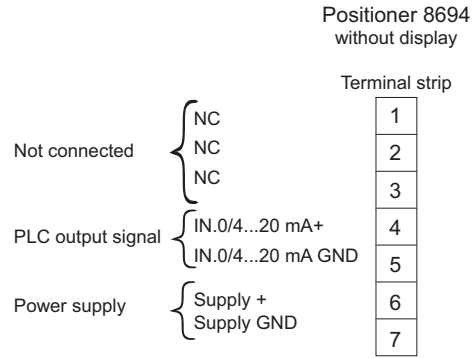 Positioner 8694
without display
Terminal strip
NC
1
Not connected
NC
2
NC
3
PLC output signal
IN.0/4...20 mA+
4
IN.0/4...20 mA GND
5
Power supply
Supply +
6
Supply GND
7